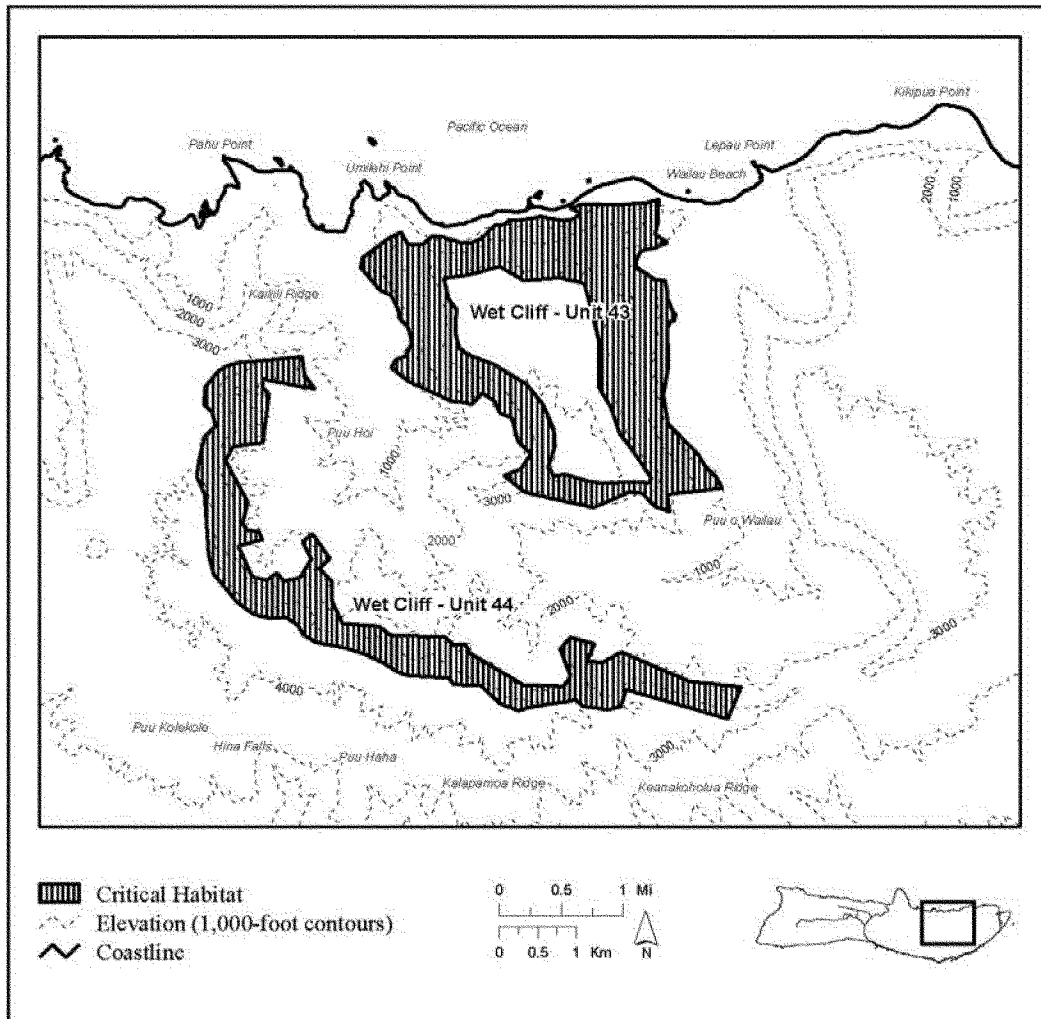 Kikipua Point
Pacific Ocean
Pahu Point
Lepau Point
Umilehi Point
Wailau Beach
2000
1000
Kaihili Ridge
1000
2000
Wet Cliff - Unit 43
3000
Puu Hoi
1000
3000
Puu o Wailau
2000
1000
Wet Cliff - Unit 44
2000
3000
4000
Puu Kolekole
Hina Falls
3000
Puu Haha
Kalapamoa Ridge
Keanakoholua Ridge
Critical Habitat
Elevation (1,000-foot contours)
Coastline
0 0.5 1 Mi
0 0.5 1 Km
N